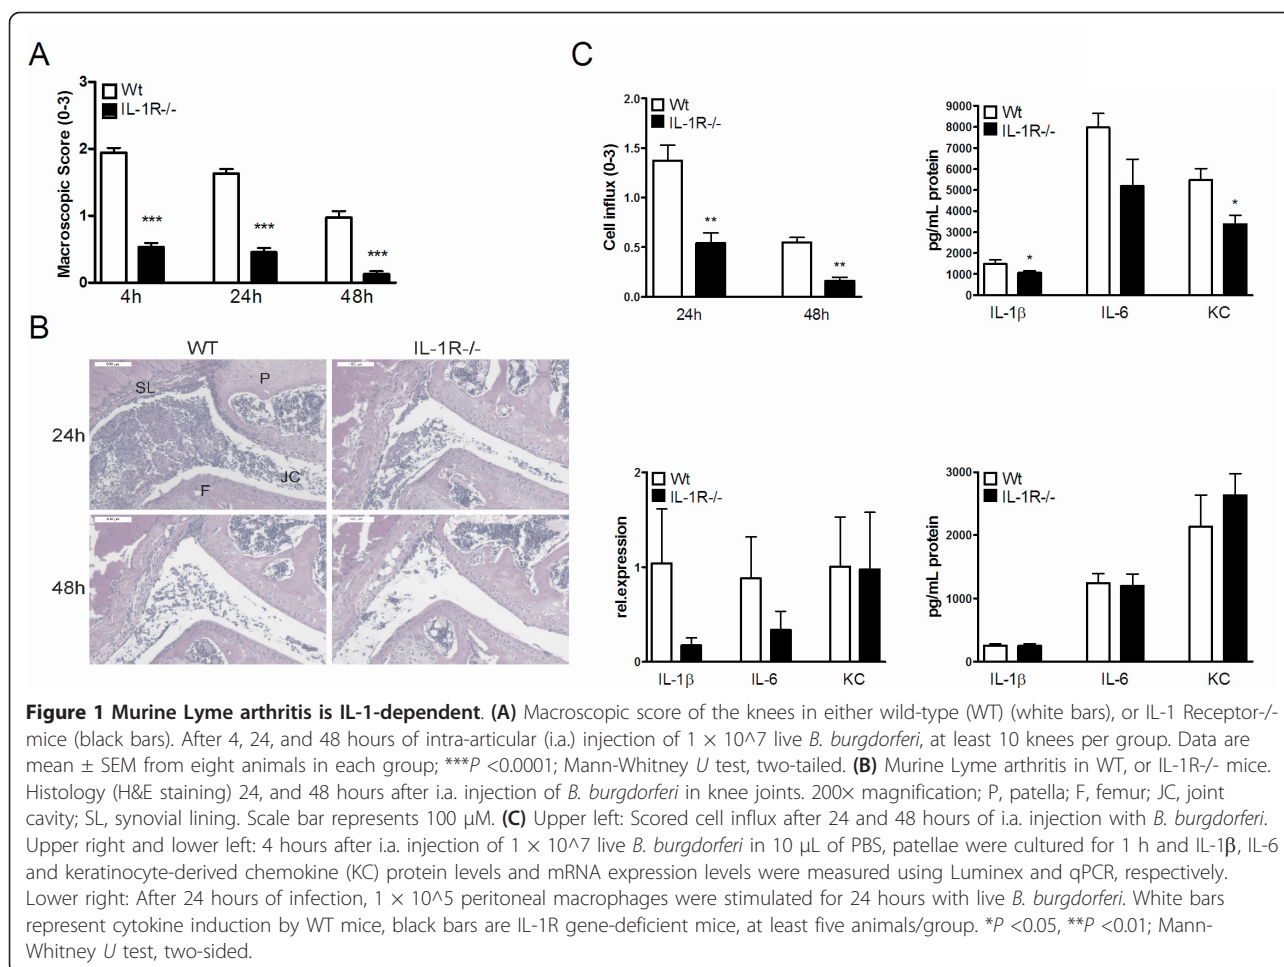 A
Macroscopic Score (0-3)
3
2
1
0
Wt
IL-1R-/-
***
***
***
4h
24h
48h
B
WT
IL-1R-/-
24h
48h
SL
P
JC
F
C
Cell influx (0-3)
2.0
1.5
1.0
0.5
0.0
Wt
IL-1R-/-
**
**
24h
48h
pg/mL protein
9000
8000
7000
6000
5000
4000
3000
2000
1000
0
Wt
IL-1R-/-
*
*
IL-1β
IL-6
KC
rel.expression
2
1
0
Wt
IL-1R-/-
IL-1β
IL-6
KC
pg/mL protein
3000
2000
1000
0
Wt
IL-1R-/-
IL-1β
IL-6
KC
Figure 1 Murine Lyme arthritis is IL-1-dependent. (A) Macroscopic score of the knees in either wild-type (WT) (white bars), or IL-1 Receptor-/-
mice (black bars). After 4, 24, and 48 hours of intra-articular (i.a.) injection of 1 × 10^7 live B. burgdorferi, at least 10 knees per group. Data are
mean ± SEM from eight animals in each group; ***P <0.0001; Mann-Whitney U test, two-tailed. (B) Murine Lyme arthritis in WT, or IL-1R-/- mice.
Histology (H&E staining) 24, and 48 hours after i.a. injection of B. burgdorferi in knee joints. 200× magnification; P, patella; F, femur; JC, joint
cavity; SL, synovial lining. Scale bar represents 100 μM. (C) Upper left: Scored cell influx after 24 and 48 hours of i.a. injection with B. burgdorferi.
Upper right and lower left: 4 hours after i.a. injection of 1 × 10^7 live B. burgdorferi in 10 μL of PBS, patellae were cultured for 1 h and IL-1β, IL-6
and keratinocyte-derived chemokine (KC) protein levels and mRNA expression levels were measured using Luminex and qPCR, respectively.
Lower right: After 24 hours of infection, 1 × 10^5 peritoneal macrophages were stimulated for 24 hours with live B. burgdorferi. White bars
represent cytokine induction by WT mice, black bars are IL-1R gene-deficient mice, at least five animals/group. *P <0.05, **P <0.01; Mann-
Whitney U test, two-sided.